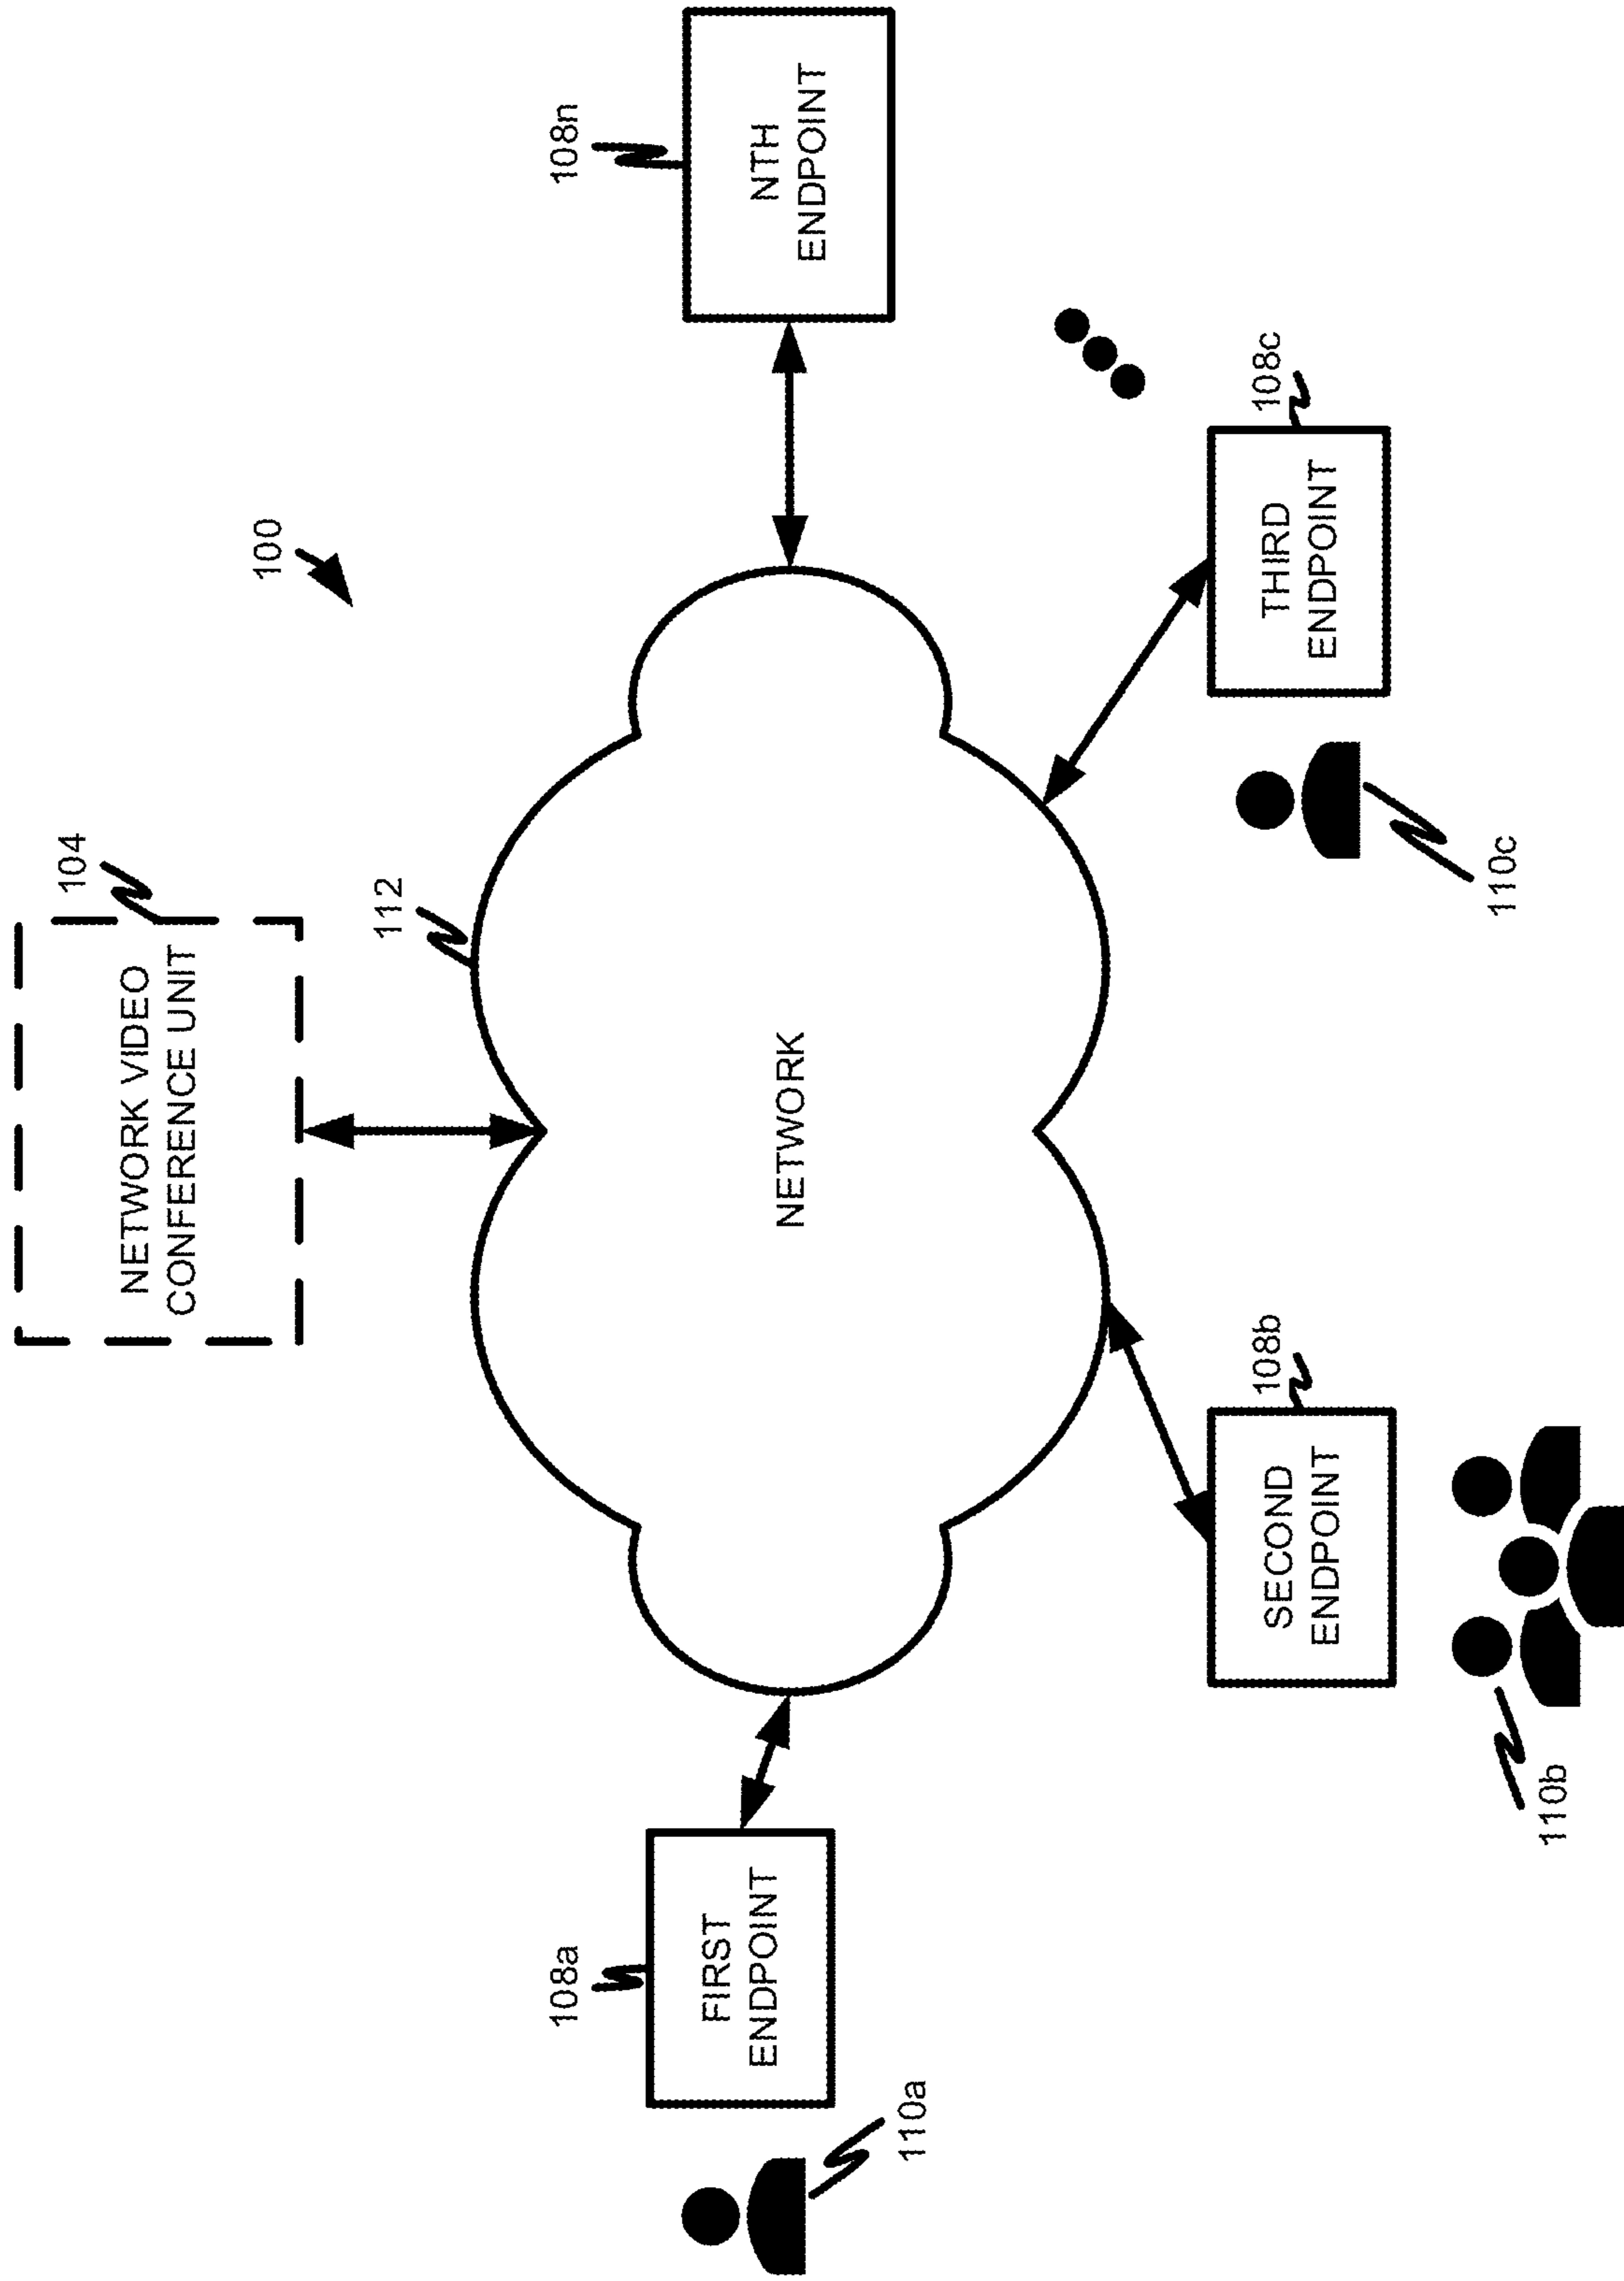 104
NETWORK VIDEO
CONFERENCE UNIT
100
112
108a
FIRST
ENDPOINT
110a
NETWORK
108n
NTH
ENDPOINT
108b
SECOND
ENDPOINT
110b
108c
THIRD
ENDPOINT
110c